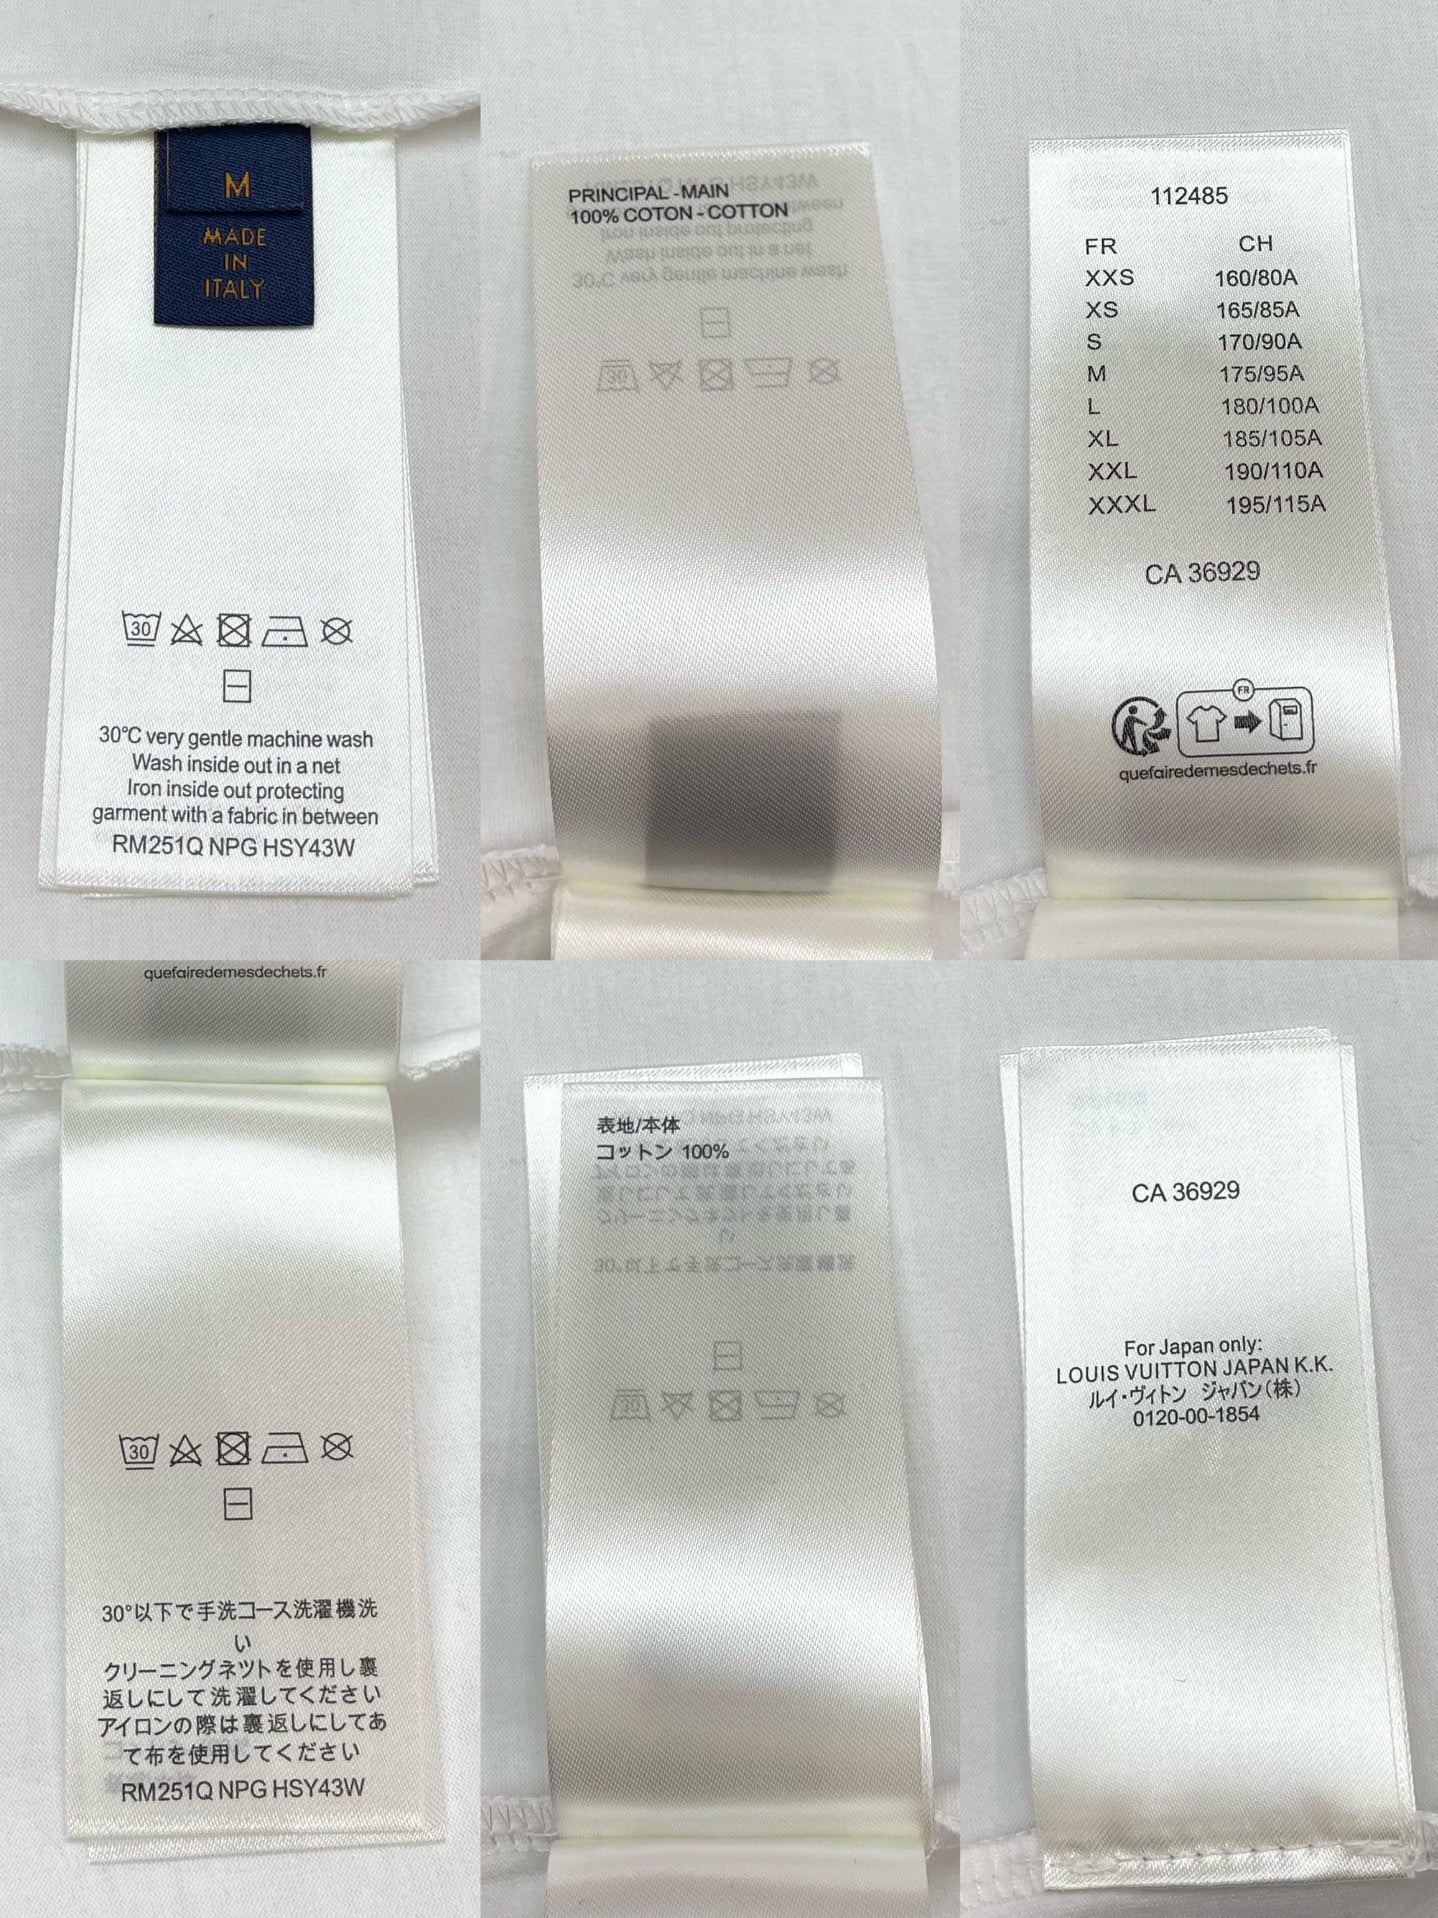 M
MADE
IN
ITALY
30
30°C very gentle machine wash
Wash inside out in a net
Iron inside out protecting
garment with a fabric in between
RM251Q NPG HSY43W
PRINCIPAL - MAIN
100% COTON - COTTON
112485
FR CH
XXS 160/80A
XS 165/85A
S 170/90A
M 175/95A
L 180/100A
XL 185/105A
XXL 190/110A
XXXL 195/115A
CA 36929
FR
quefairedemesdechets.fr
quefairedemesdechets.fr
30
30°以下で手洗コース洗濯機洗
い
クリーニングネツトを使用し裏
返しにして洗濯してください
アイロンの際は裏返しにしてあ
て布を使用してください
RM251Q NPG HSY43W
表地/本体
コットン 100%
CA 36929
For Japan only:
LOUIS VUITTON JAPAN K.K.
ルイ・ヴィトン ジャパン(株)
0120-00-1854